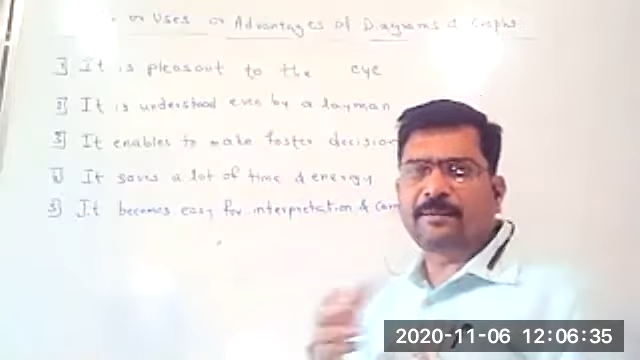 or Uses or Advantages of Diagrams & Graphs
1] It is pleasant to the eye
2] It is understood even by a layman
3] It enables to make faster decision
4] It saves a lot of time & energy
5] It becomes easy for interpretation &
2020-11-06 12:06:35